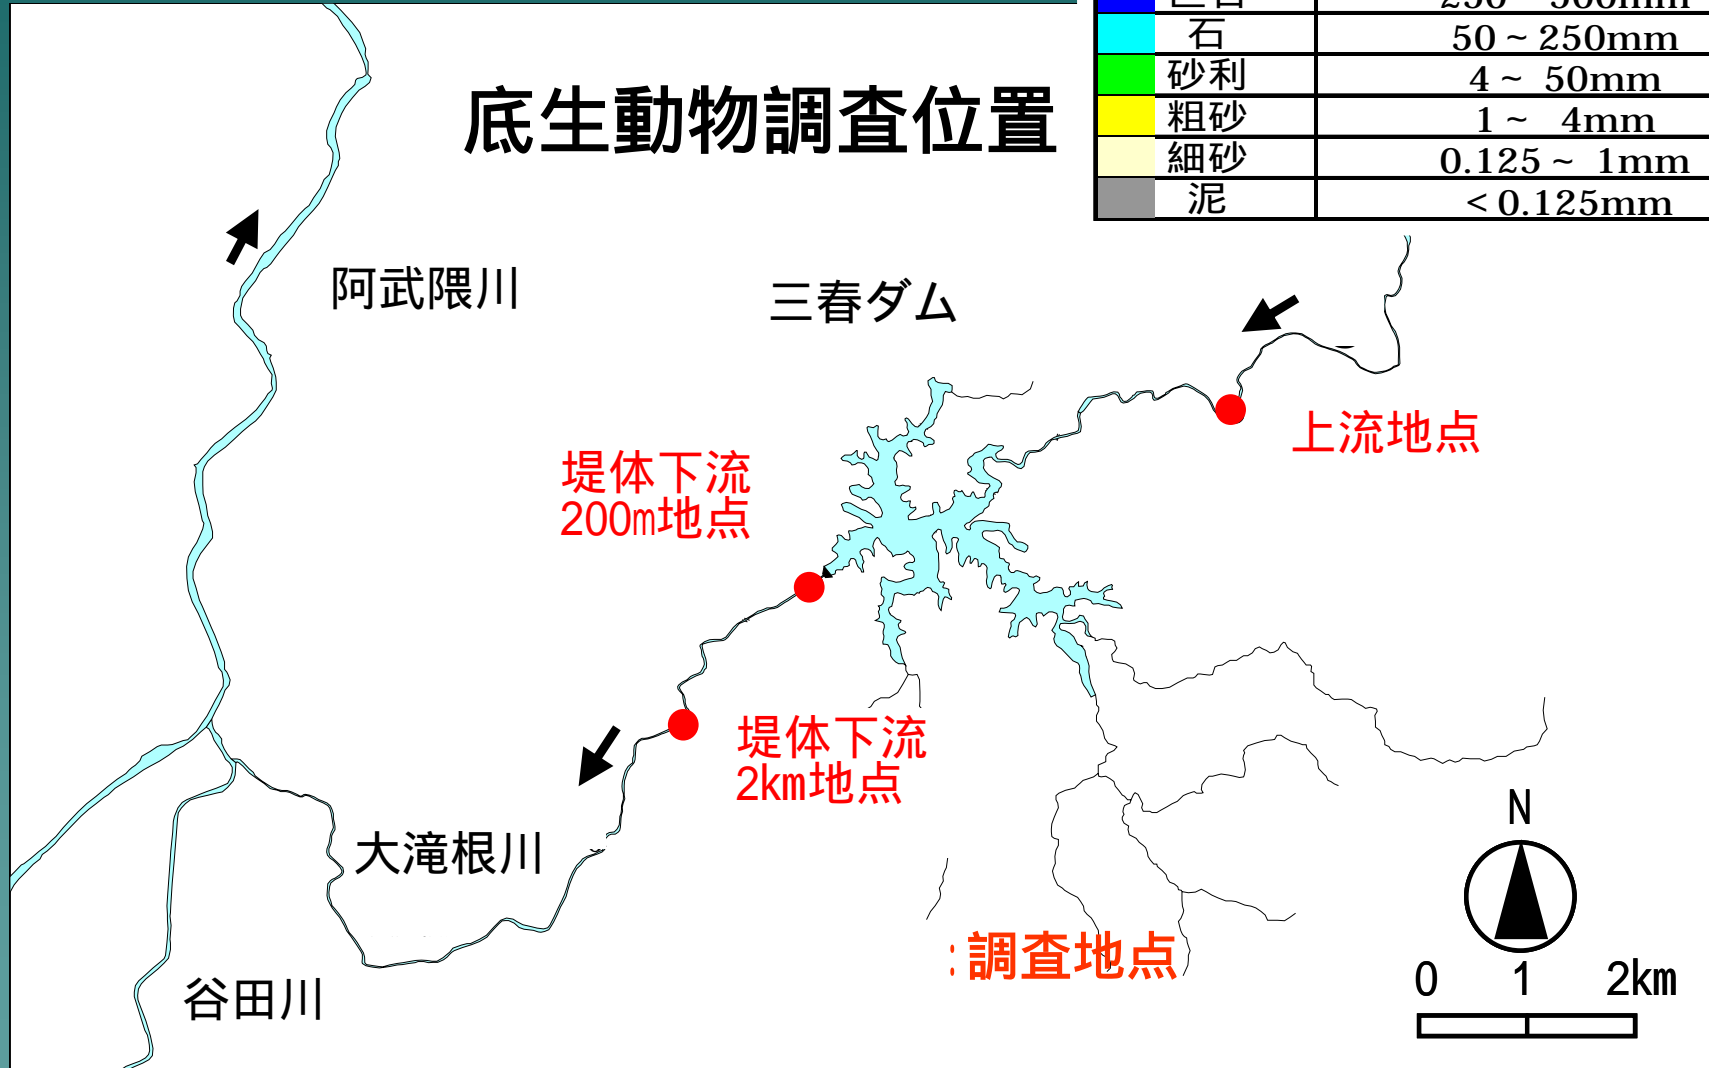 底生動物調査位置
石 50 ~ 250mm
砂利 4 ~ 50mm
粗砂 1 ~ 4mm
細砂 0.125 ~ 1mm
泥 < 0.125mm
阿武隈川
三春ダム
上流地点
堤体下流
200m地点
堤体下流
2km地点
大滝根川
谷田川
:調査地点
N
0 1 2km